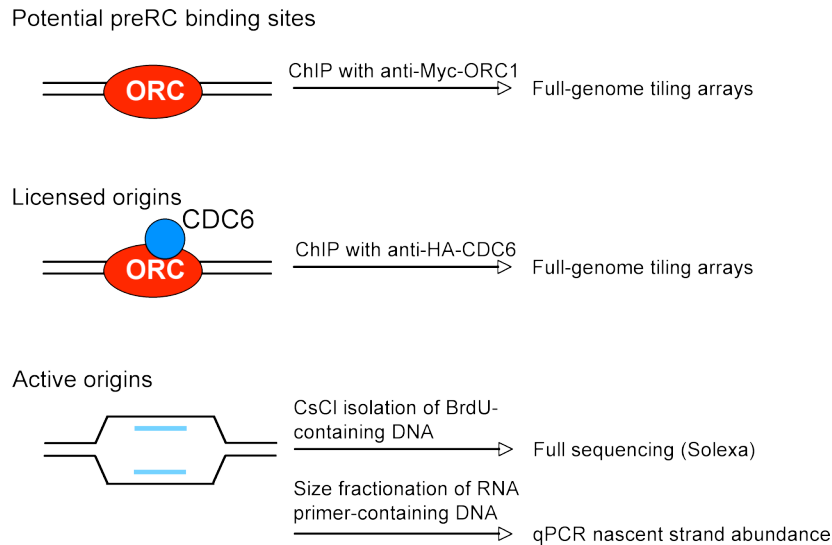 Potential preRC binding sites
ORC
ChIP with anti-Myc-ORC1
Full-genome tiling arrays
Licensed origins
CDC6
ORC
ChIP with anti-HA-CDC6
Full-genome tiling arrays
Active origins
CsCl isolation of BrdU-
containing DNA
Full sequencing (Solexa)
Size fractionation of RNA
primer-containing DNA
qPCR nascent strand abundance